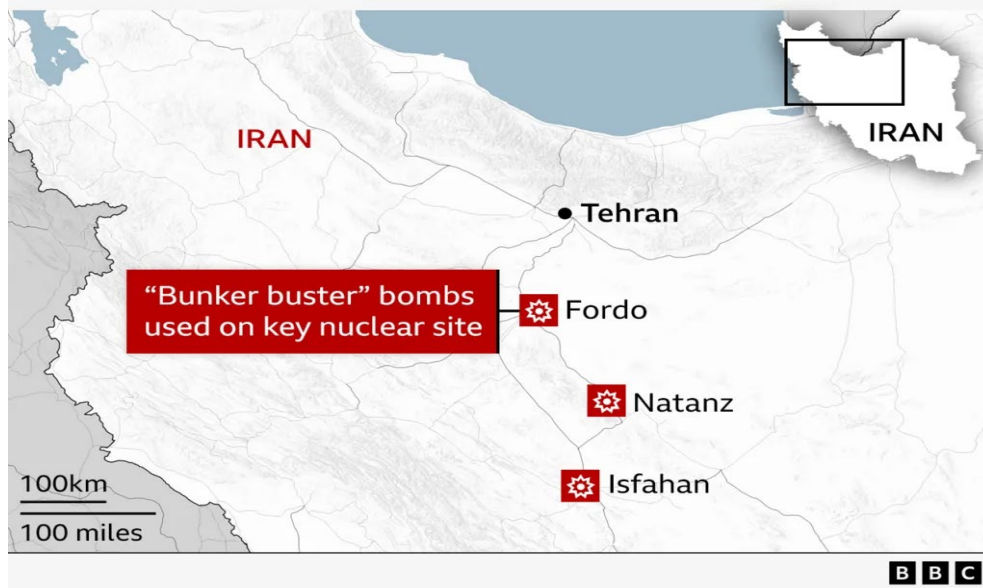 IRAN
IRAN
Tehran
“Bunker buster” bombs
used on key nuclear site
Fordo
Natanz
Isfahan
100km
100 miles
BBC